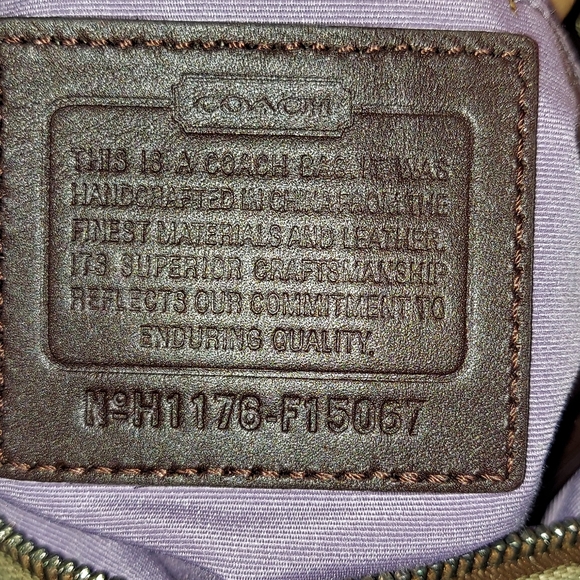 COACH
THIS IS A COACH BAG. IT WAS
HANDCRAFTED IN CHINA FROM THE
FINEST MATERIALS AND LEATHER.
ITS SUPERIOR CRAFTSMANSHIP
REFLECTS OUR COMMITMENT TO
ENDURING QUALITY.
Nº H1176-F15067